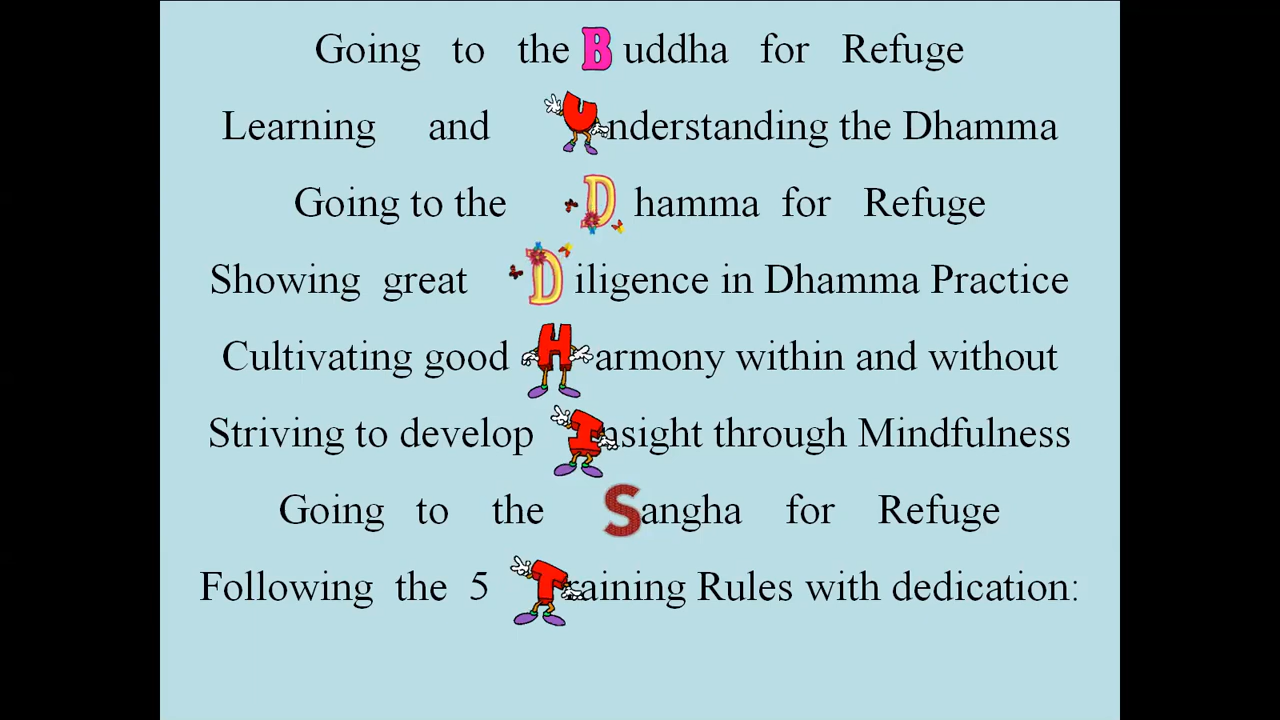 Going to the Buddha for Refuge
Learning and Understanding the Dhamma
Going to the Dhamma for Refuge
Showing great Diligence in Dhamma Practice
Cultivating good Harmony within and without
Striving to develop Insight through Mindfulness
Going to the Sangha for Refuge
Following the 5 Training Rules with dedication: